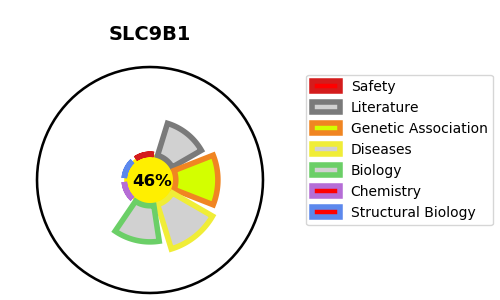 SLC9B1
46%
Safety
Literature
Genetic Association
Diseases
Biology
Chemistry
Structural Biology